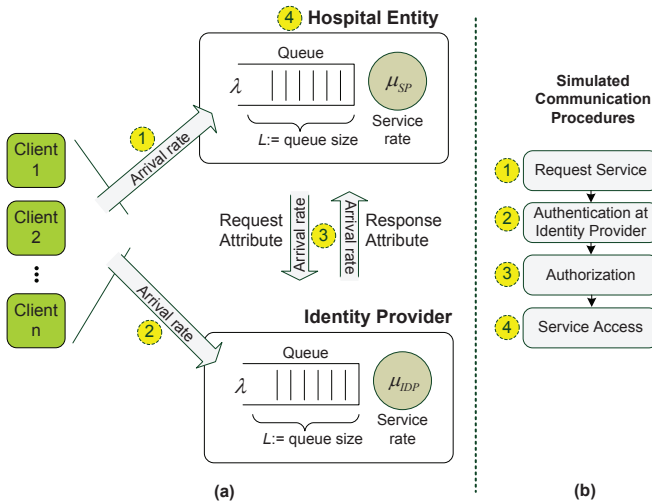 4 Hospital Entity
Queue
λ
μSP
L:= queue size
Service
rate
Client
1
Client
2
Client
n
1
Arrival rate
Request
Attribute
Arrival rate
3
Arrival rate
Response
Attribute
Arrival rate
2
Identity Provider
Queue
λ
μIDP
L:= queue size
Service
rate
(a)
Simulated
Communication
Procedures
1 Request Service
2 Authentication at
Identity Provider
3 Authorization
4 Service Access
(b)